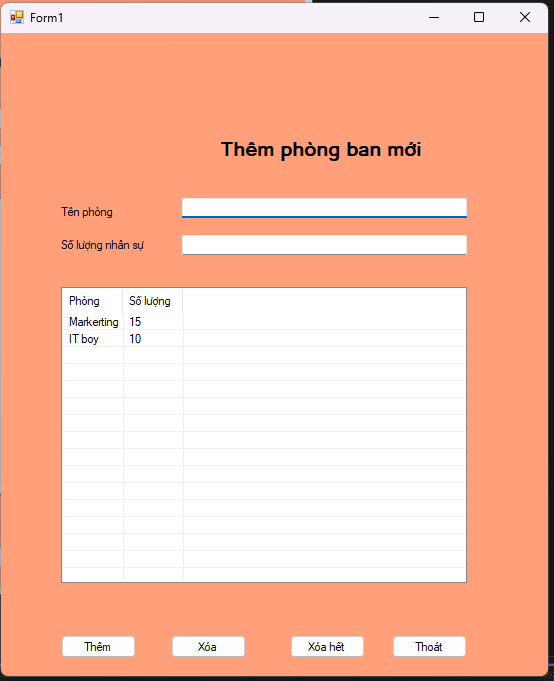 Form1
Thêm phòng ban mới
Tên phòng
Số lượng nhân sự
Phòng Số lượng
Markerting 15
IT boy 10
Thêm Xóa Xóa hết Thoát